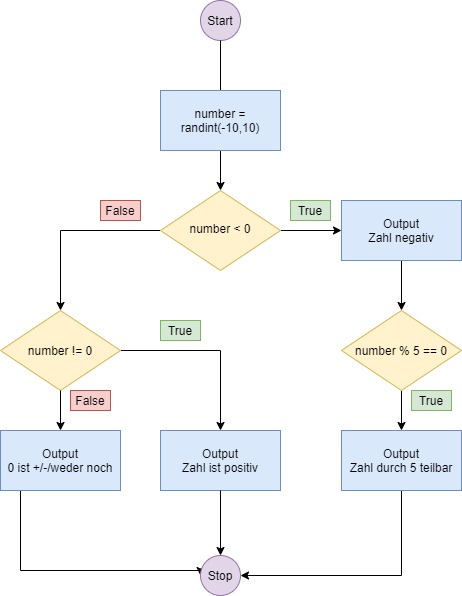 Start
number =
randint(-10,10)
False
number < 0
True
Output
Zahl negativ
number != 0
True
number % 5 == 0
False
True
Output
0 ist +/-/weder noch
Output
Zahl ist positiv
Output
Zahl durch 5 teilbar
Stop